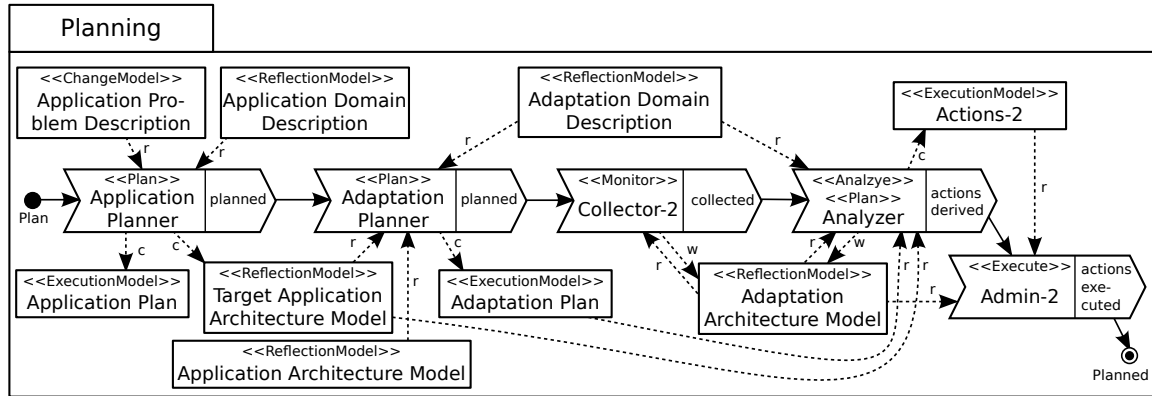 Planning
<<ChangeModel>>
Application Pro-
blem Description
<<ReflectionModel>>
Application Domain
Description
<<ReflectionModel>>
Adaptation Domain
Description
<<ExecutionModel>>
Actions-2
r
r
r
r
c
r
Plan
<<Plan>>
Application
Planner
planned
<<Plan>>
Adaptation
Planner
planned
<<Monitor>>
Collector-2
collected
<<Analzye>>
<<Plan>>
Analyzer
actions
derived
c
c
r
r
c
w
r
r
w
r
r
<<ExecutionModel>>
Application Plan
<<ReflectionModel>>
Target Application
Architecture Model
<<ExecutionModel>>
Adaptation Plan
<<ReflectionModel>>
Adaptation
Architecture Model
r
<<Execute>>
Admin-2
actions
exe-
cuted
<<ReflectionModel>>
Application Architecture Model
Planned